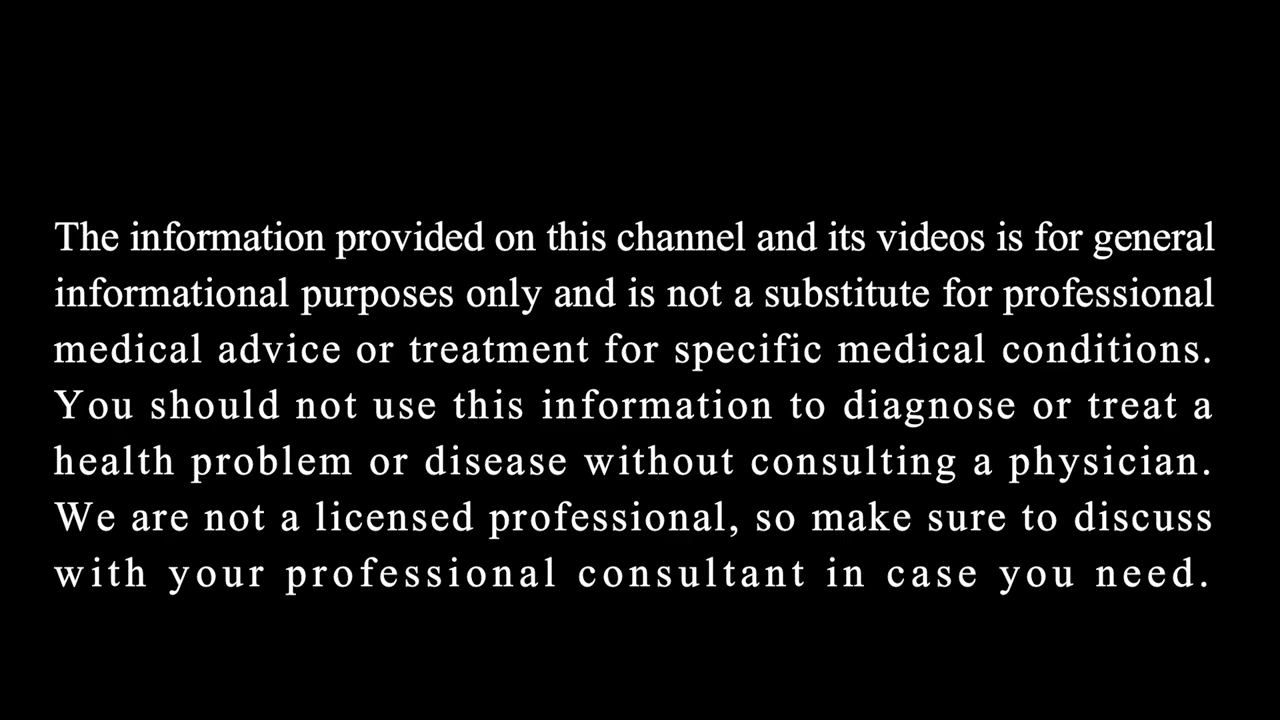 The information provided on this channel and its videos is for general
informational purposes only and is not a substitute for professional
medical advice or treatment for specific medical conditions.
You should not use this information to diagnose or treat a
health problem or disease without consulting a physician.
We are not a licensed professional, so make sure to discuss
with your professional consultant in case you need.